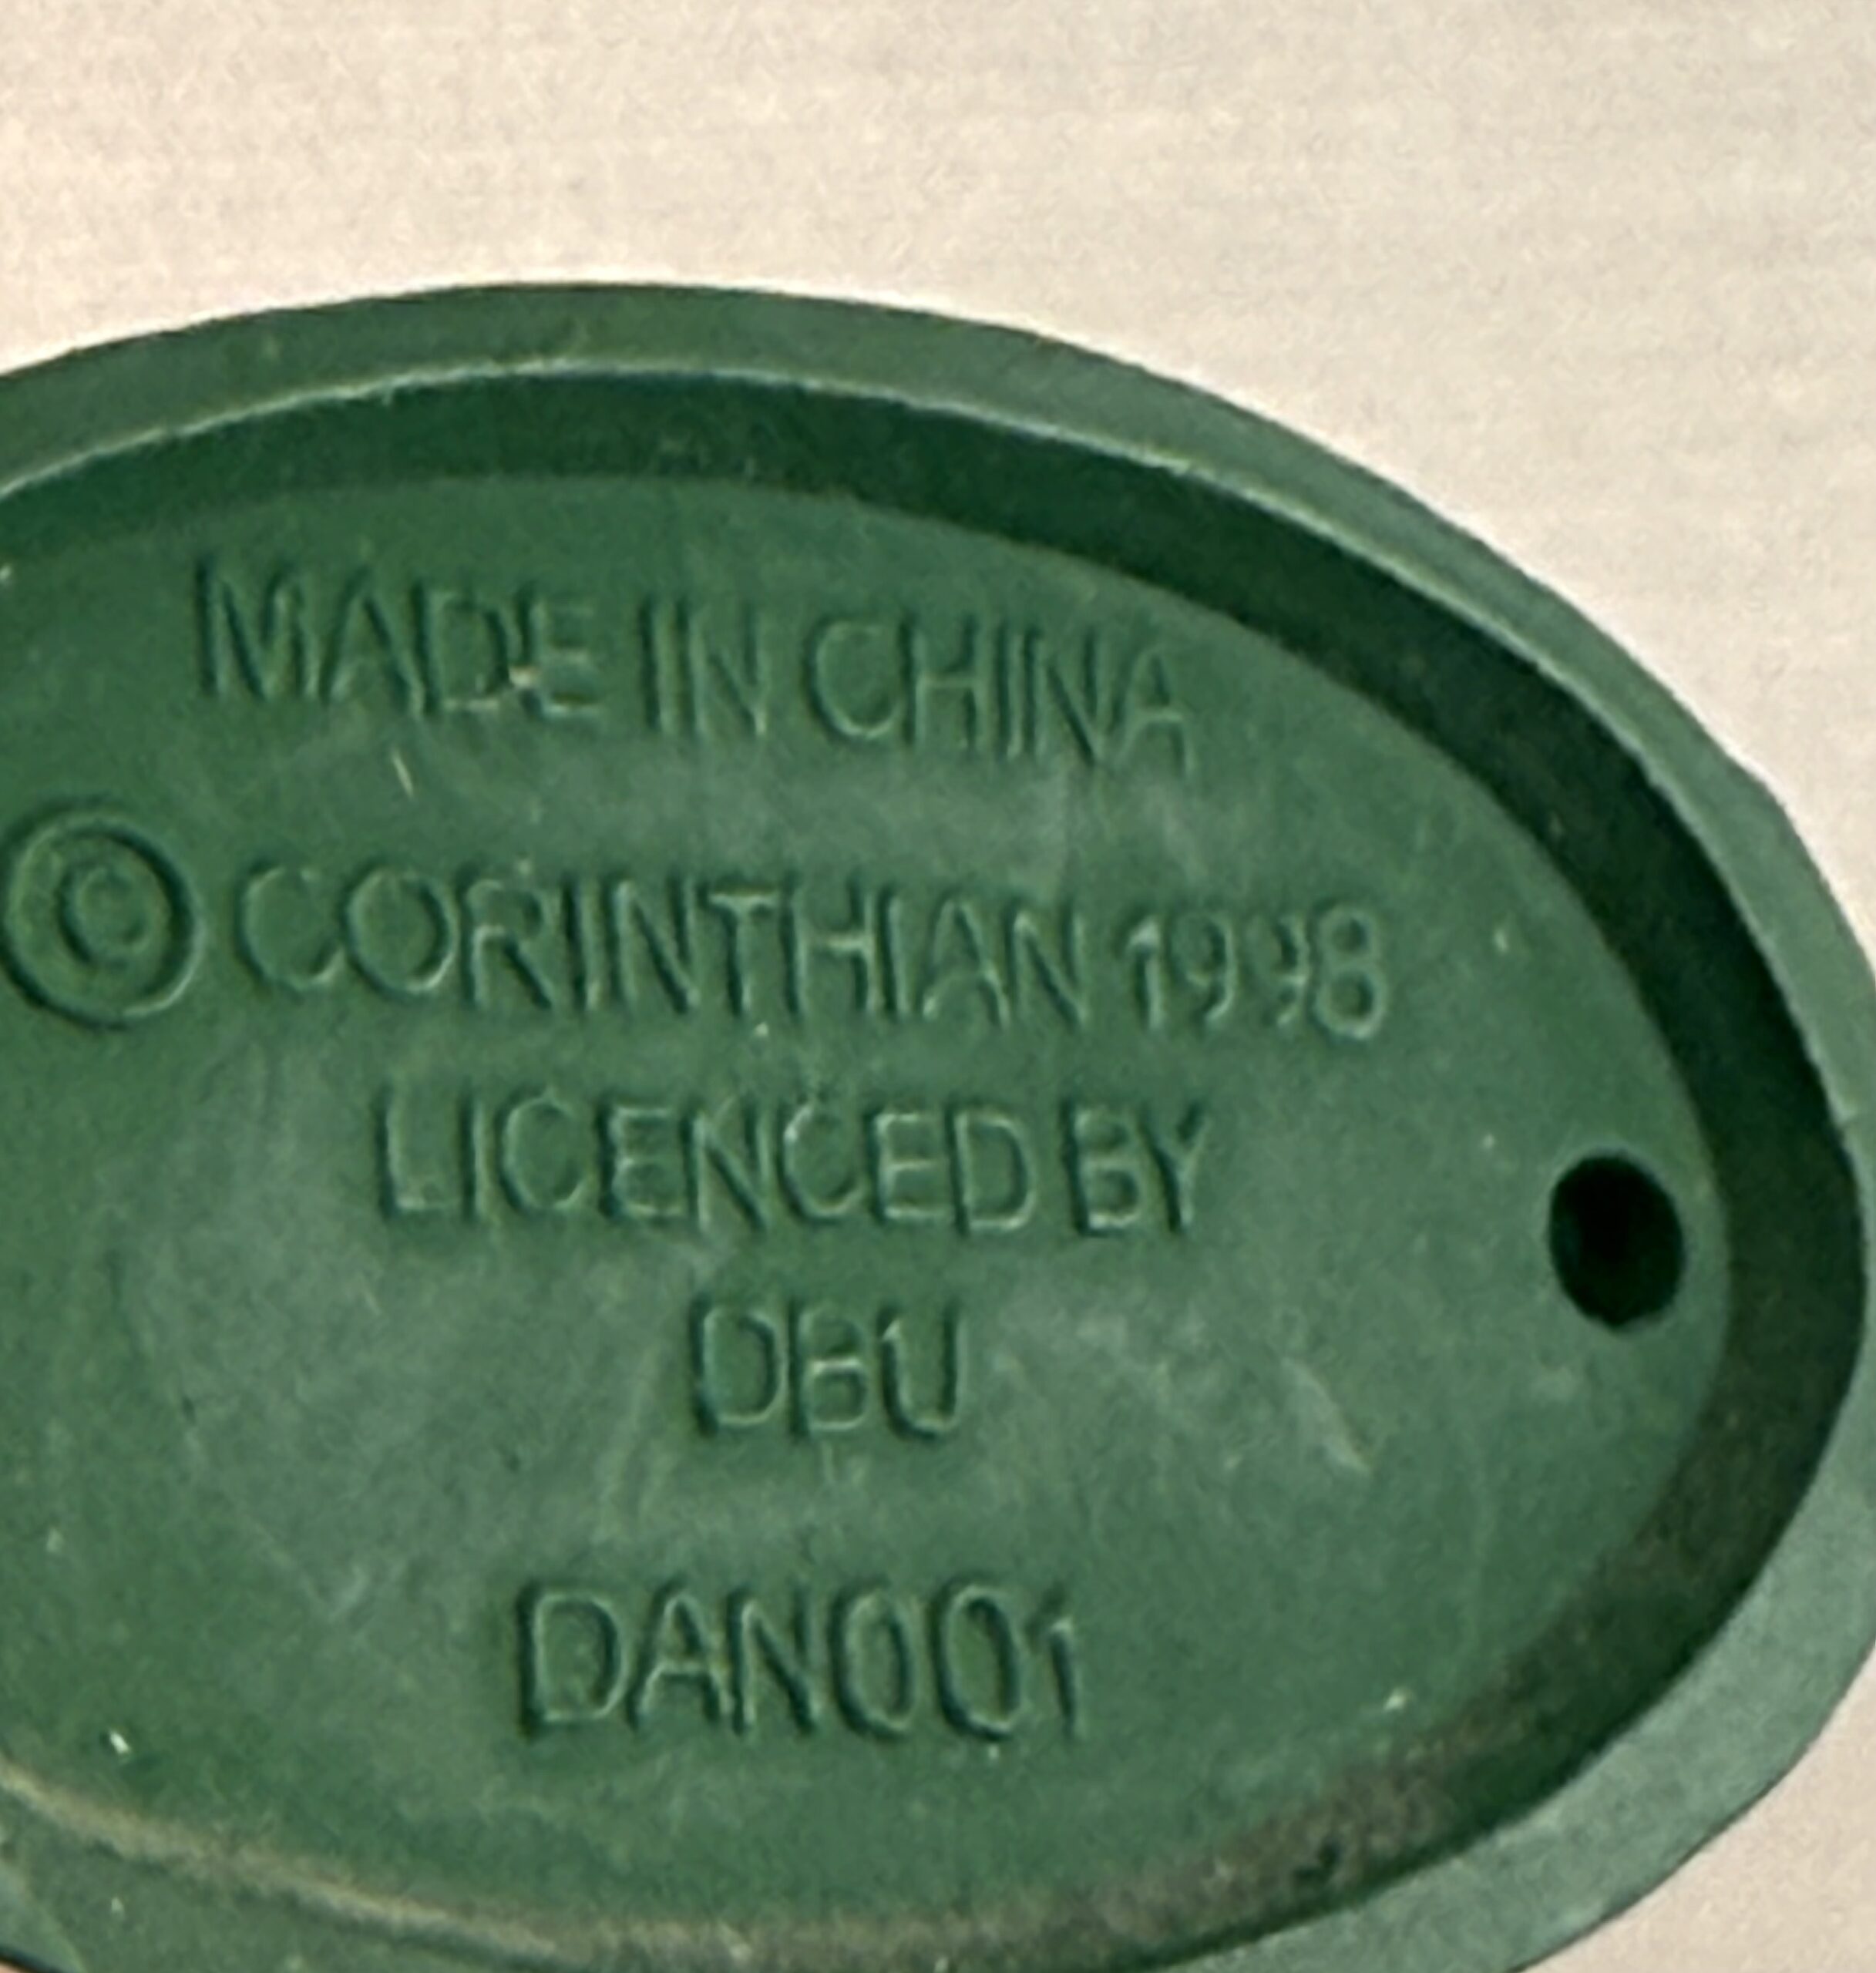 MADE IN CHINA
© CORINTHIAN 1998
LICENCED BY
DBU
DAN001